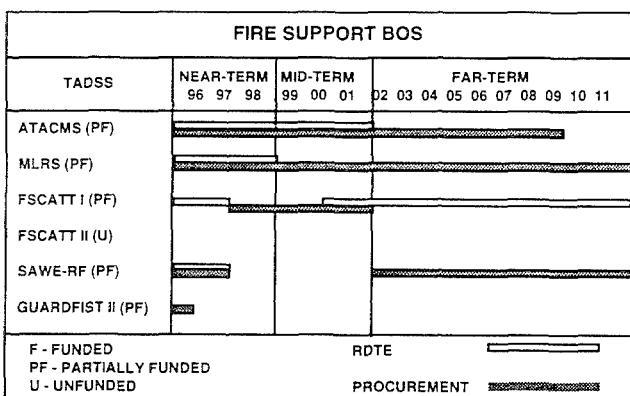 FIRE SUPPORT BOS
TADSS
NEAR-TERM MID-TERM FAR-TERM
96 97 98 99 00 01 02 03 04 05 06 07 08 09 10 11
ATACMS (PF)
MLRS (PF)
FSCATT I (PF)
FSCATT II (U)
SAWE-RF (PF)
GUARDFIST II (PF)
F - FUNDED RDTE
PF - PARTIALLY FUNDED
U - UNFUNDED PROCUREMENT